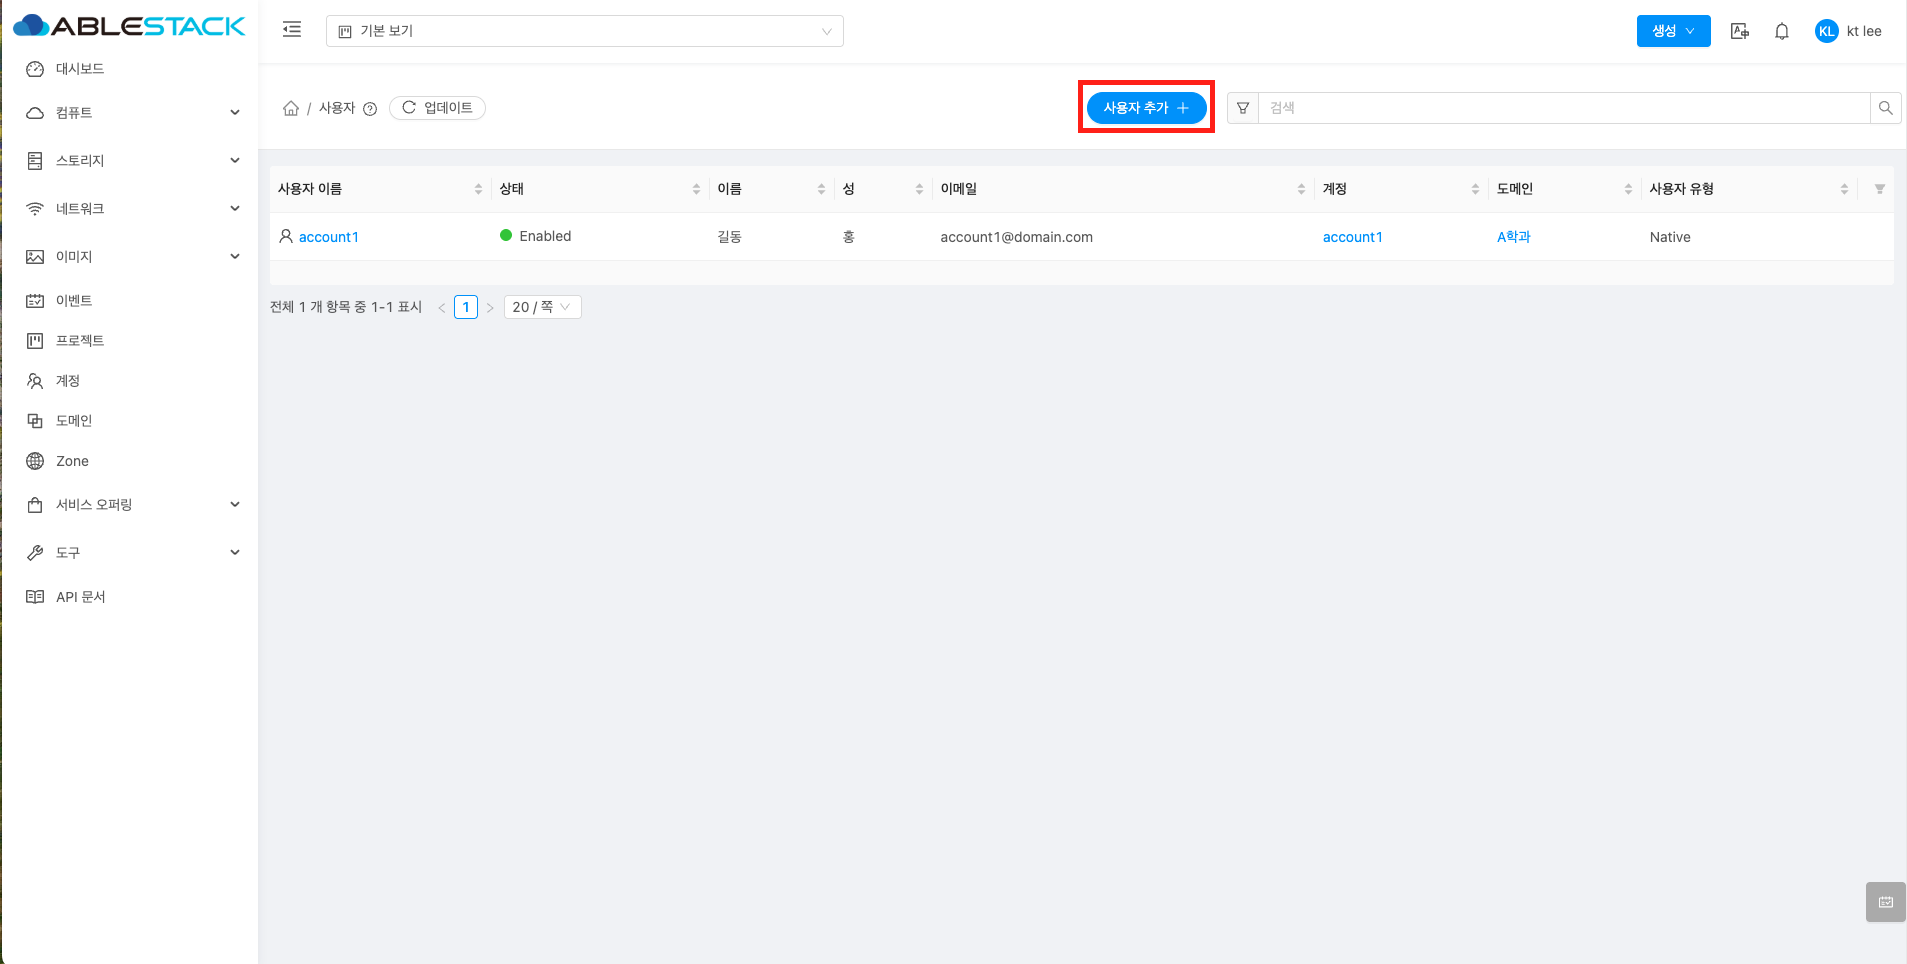 ABLESTACK
기본 보기
생성
KL kt lee
대시보드
컴퓨트
스토리지
네트워크
이미지
이벤트
프로젝트
계정
도메인
Zone
서비스 오퍼링
도구
API 문서
/ 사용자 업데이트
사용자 추가
검색
사용자 이름 상태 이름 성 이메일 계정 도메인 사용자 유형
account1 Enabled 길동 홍 account1@domain.com account1 A학과 Native
전체 1 개 항목 중 1-1 표시 < 1 > 20 / 쪽